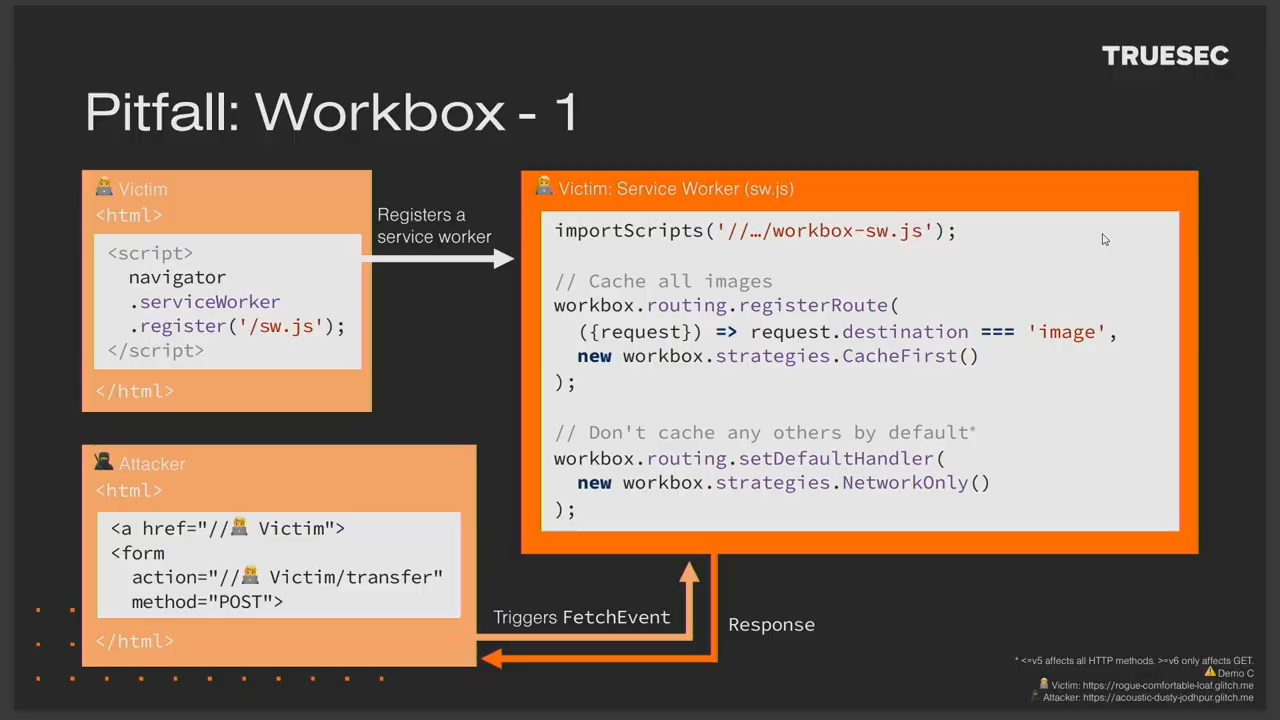 TRUESEC
Pitfall: Workbox - 1
Victim
<html>
<script>
navigator
.serviceWorker
.register('/sw.js');
</script>
</html>
Registers a
service worker
Victim: Service Worker (sw.js)
importScripts('//…/workbox-sw.js');
// Cache all images
workbox.routing.registerRoute(
({request}) => request.destination === 'image',
new workbox.strategies.CacheFirst()
);
// Don't cache any others by default*
workbox.routing.setDefaultHandler(
new workbox.strategies.NetworkOnly()
);
Attacker
<html>
<a href="//🧑‍💻 Victim">
<form
action="//🧑‍💻 Victim/transfer"
method="POST">
</html>
Triggers FetchEvent
Response
* <=v5 affects all HTTP methods. >=v6 only affects GET.
⚠️ Demo C
Victim: https://rogue-comfortable-loaf.glitch.me
Attacker: https://acoustic-dusty-jodhpur.glitch.me